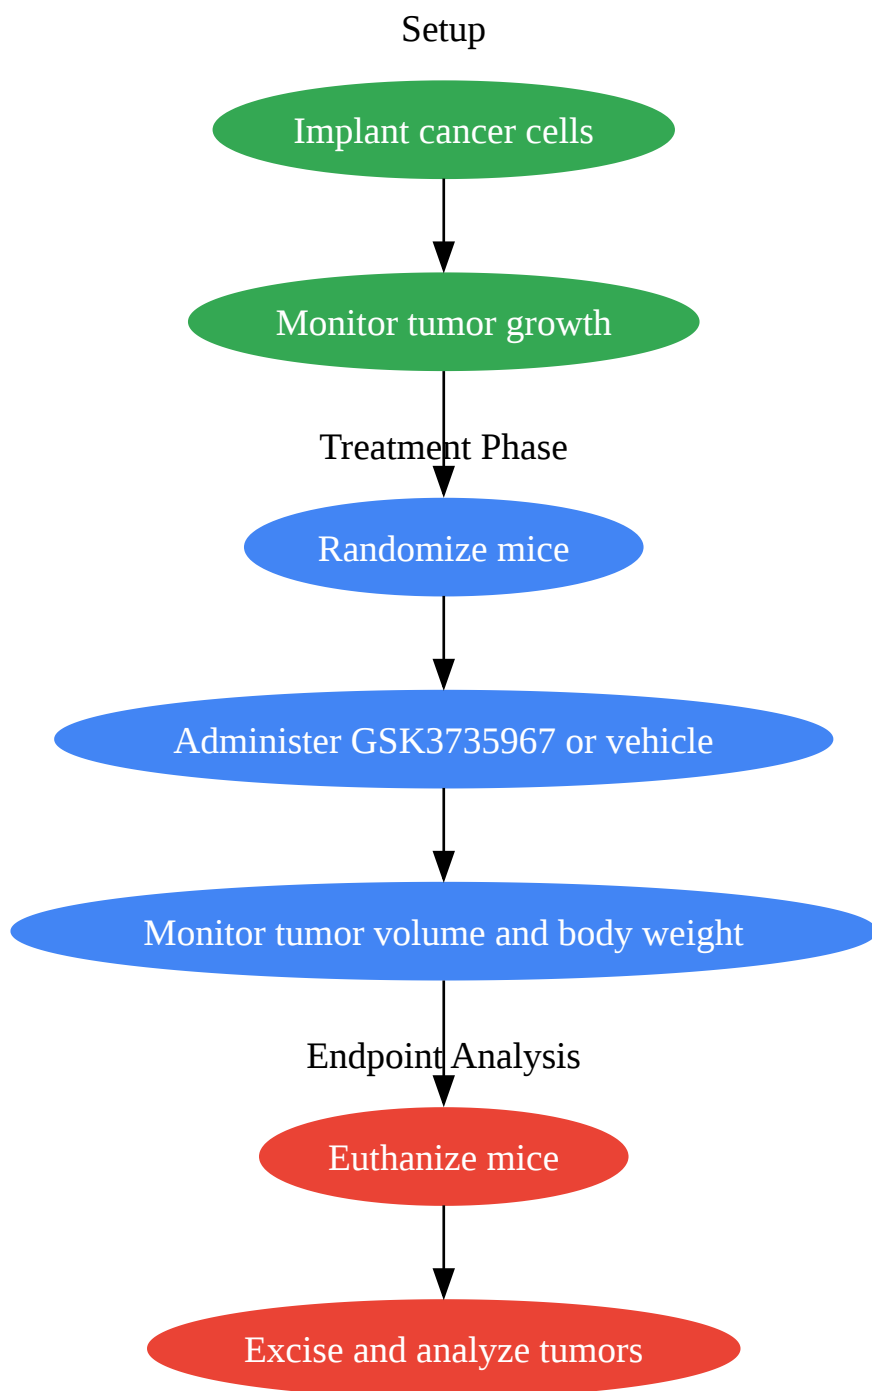 Setup
Implant cancer cells
Monitor tumor growth
Treatment Phase
Randomize mice
Administer GSK3735967 or vehicle
Monitor tumor volume and body weight
Endpoint Analysis
Euthanize mice
Excise and analyze tumors